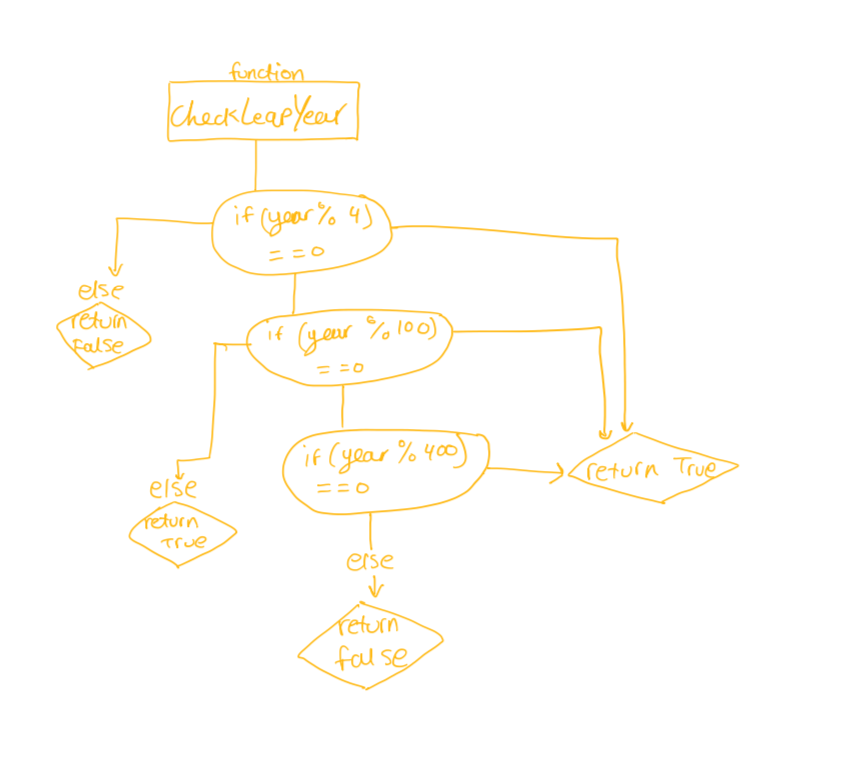 function
CheckLeapYear
if (year % 4)
== 0
else
return
False
if (year % 100)
== 0
if (year % 400)
== 0
return True
else
return
True
else
return
false